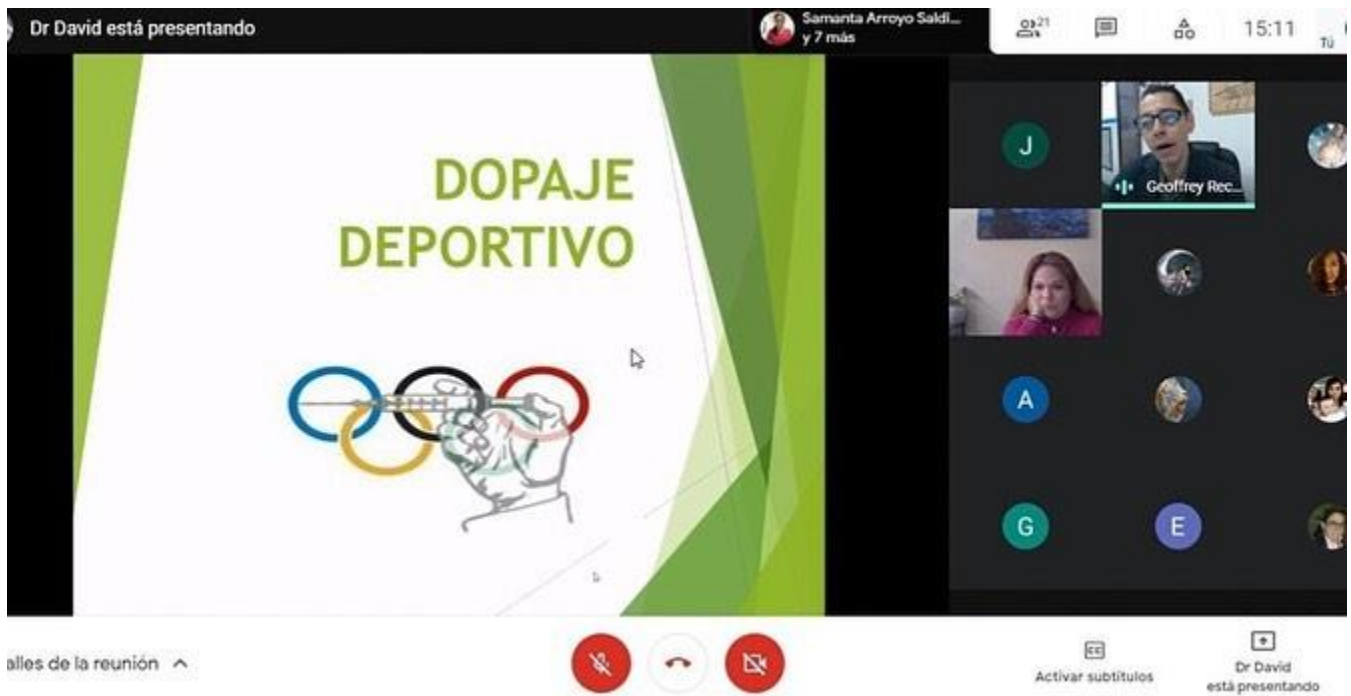 Dr David está presentando
Samanta Arroyo Saldi...
y 7 más
21
15:11
Tú
DOPAJE
DEPORTIVO
J
Geoffrey Rec...
A
G
E
alles de la reunión
CC
Activar subtítulos
Dr David
está presentando